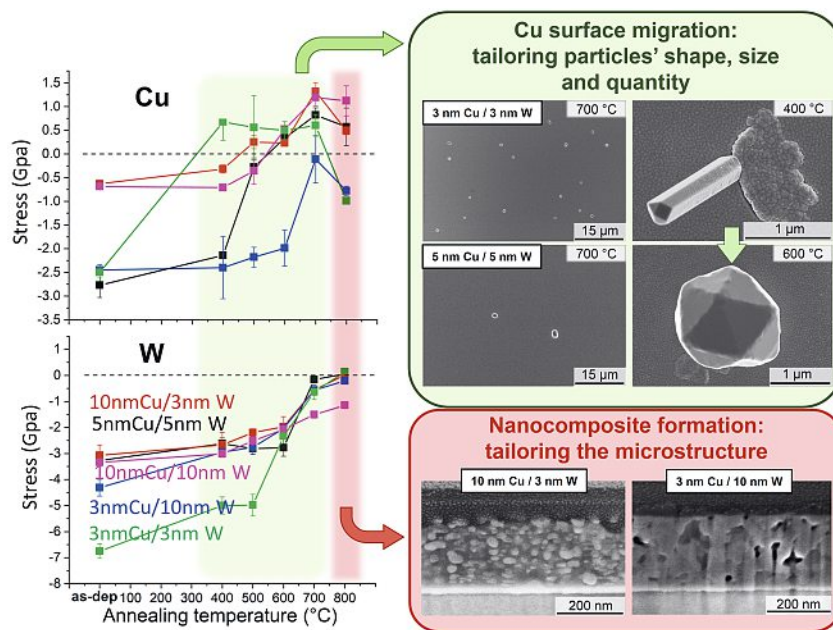 Cu
Stress (Gpa)
1.5
1.0
0.5
0.0
-0.5
-1.0
-1.5
-2.0
-2.5
-3.0
-3.5
W
Stress (Gpa)
0
-1
-2
-3
-4
-5
-6
-7
-8
10nmCu/3nm W
5nmCu/5nm W
10nmCu/10nm W
3nmCu/10nm W
3nmCu/3nm W
as-dep 400 500 600 700 800
Annealing temperature (°C)
Cu surface migration:
tailoring particles' shape, size
and quantity
3 nm Cu / 3 nm W 700 °C
15 µm
400 °C
1 µm
5 nm Cu / 5 nm W 700 °C
15 µm
600 °C
1 µm
Nanocomposite formation:
tailoring the microstructure
10 nm Cu / 3 nm W
200 nm
3 nm Cu / 10 nm W
200 nm